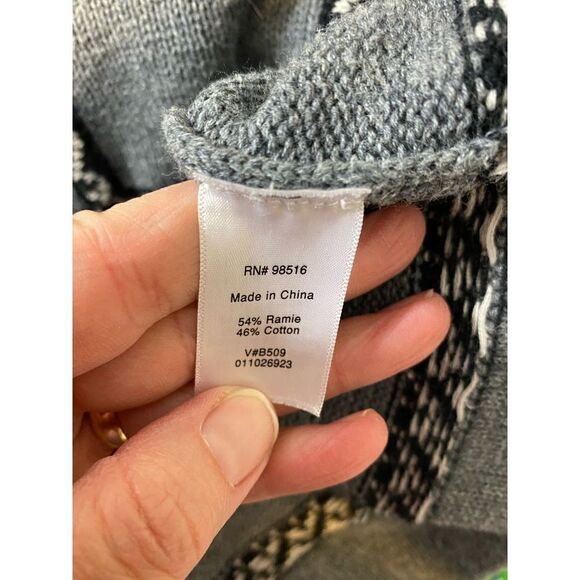 RN# 98516
Made in China
54% Ramie
46% Cotton
V#B509
011026923